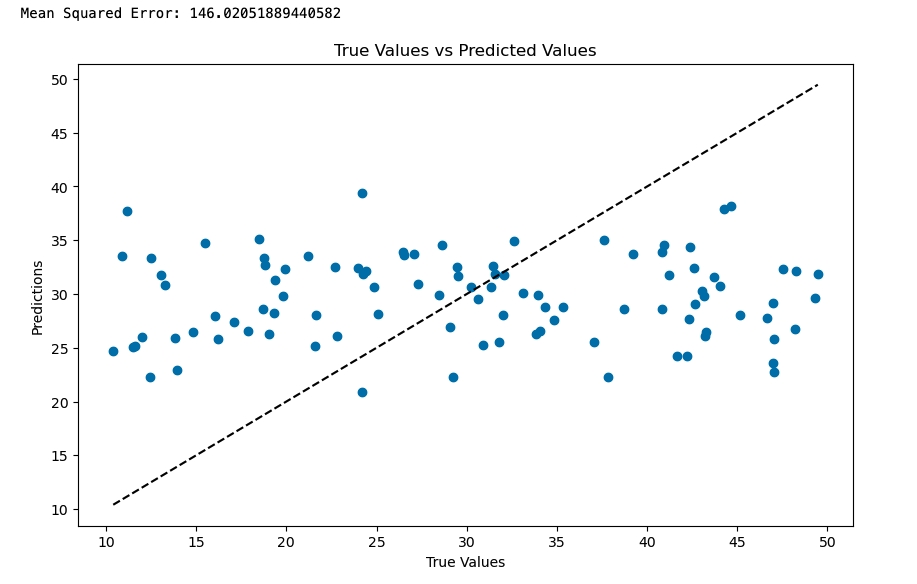 Mean Squared Error: 146.02051889440582
True Values vs Predicted Values
50
45
40
35
30
25
20
15
10
Predictions
10 15 20 25 30 35 40 45 50
True Values